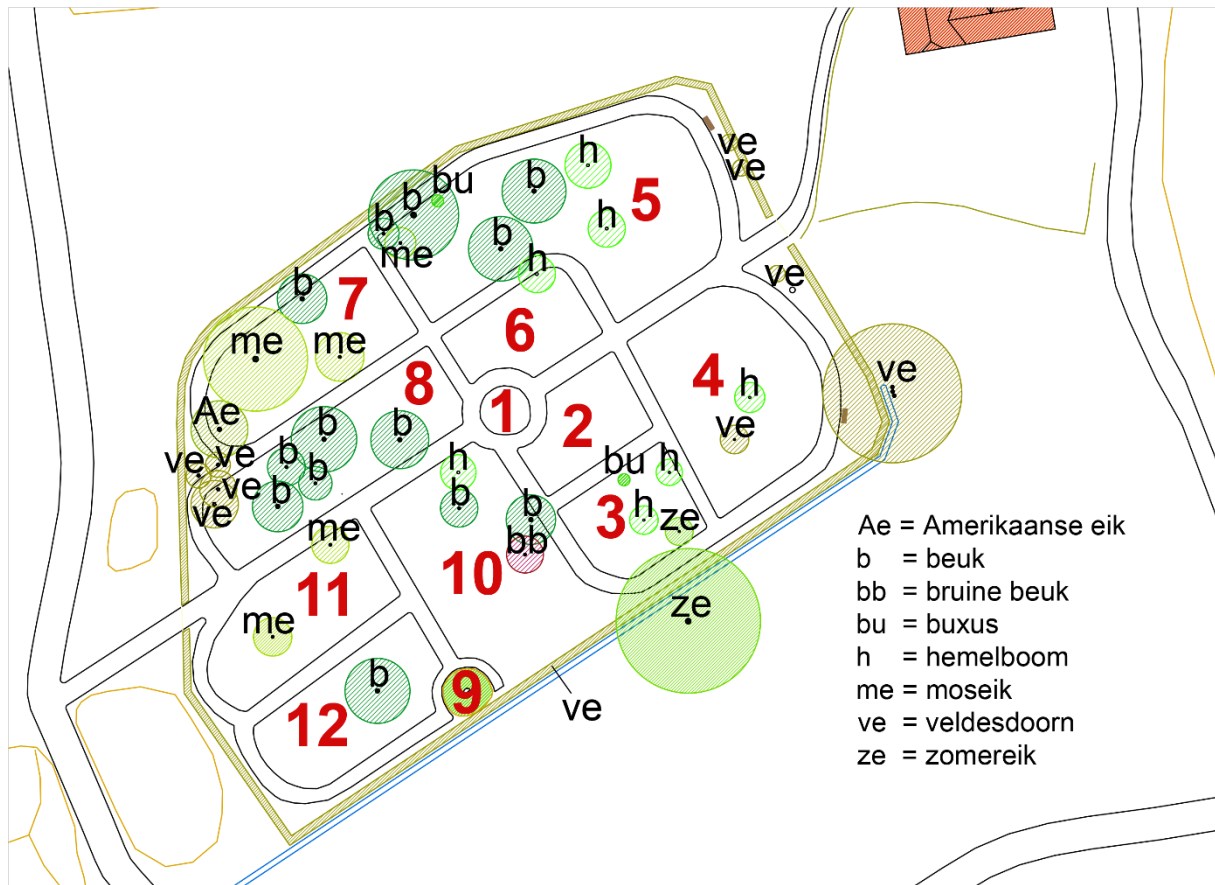 ve
ve
h
b
bu
b
5
b
me
h
b
h
ve
b
7
6
me
me
ve
8
4
h
1
2
Ae
ve
b
b
ve
ve
b
b
h
bu
h
ve
ve
b
b
b
3
h
ze
me
bb
10
11
ze
me
b
9
12
ve
Ae = Amerikaanse eik
b = beuk
bb = bruine beuk
bu = buxus
h = hemelboom
me = moseik
ve = veldesdoorn
ze = zomereik